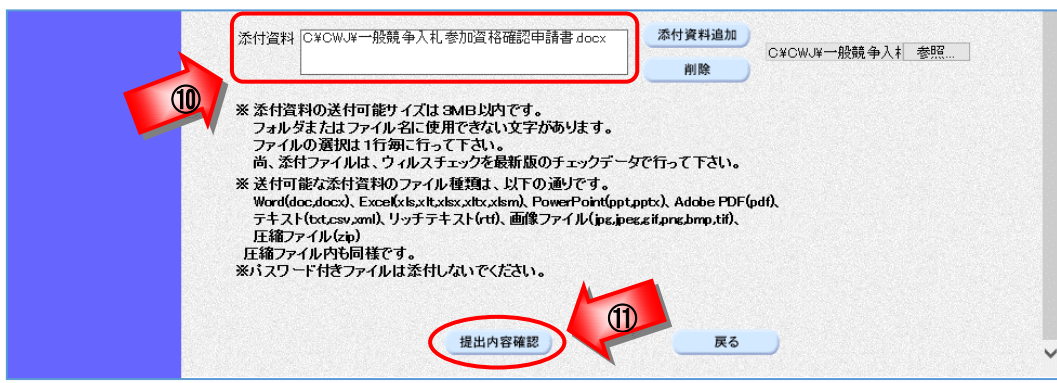 添付資料 C¥CWJ¥一般競争入札参加資格確認申請書.docx
添付資料追加
C¥CWJ¥一般競争入札 参照...
削除
⑩
※ 添付資料の送付可能サイズは3MB以内です。
フォルダまたはファイル名に使用できない文字があります。
ファイルの選択は1行毎に行って下さい。
尚、添付ファイルは、ウィルスチェックを最新版のチェックデータで行って下さい。
※ 送付可能な添付資料のファイル種類は、以下の通りです。
Word(doc,docx)、Excel(xls,xlt,xlsx,xltx,xlsm)、PowerPoint(ppt,pptx)、Adobe PDF(pdf)、
テキスト(txt,csv,xml)、リッチテキスト(rtf)、画像ファイル(jpg,jpeg,gif,png,bmp,tif)、
圧縮ファイル(zip)
圧縮ファイル内も同様です。
※パスワード付きファイルは添付しないでください。
⑪
提出内容確認
戻る